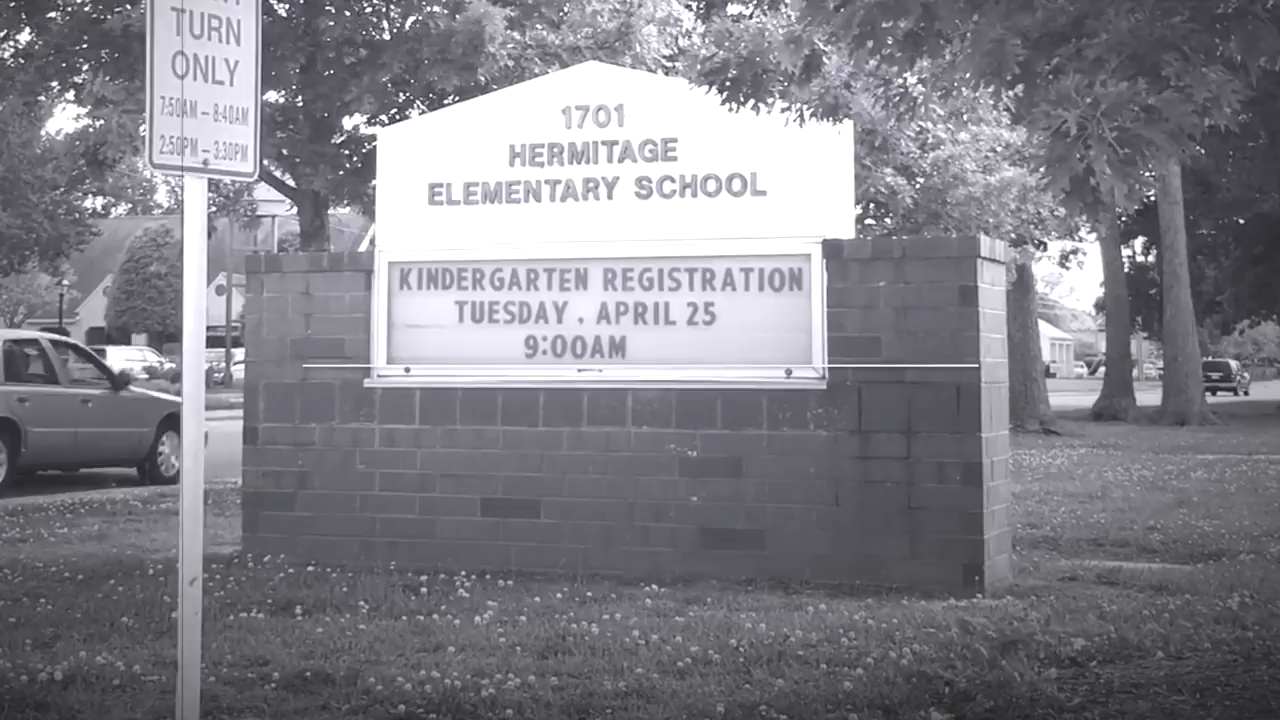 TURN
ONLY
7:50AM – 8:40AM
2:50PM – 3:30PM
1701
HERMITAGE
ELEMENTARY SCHOOL
KINDERGARTEN REGISTRATION
TUESDAY . APRIL 25
9:00AM